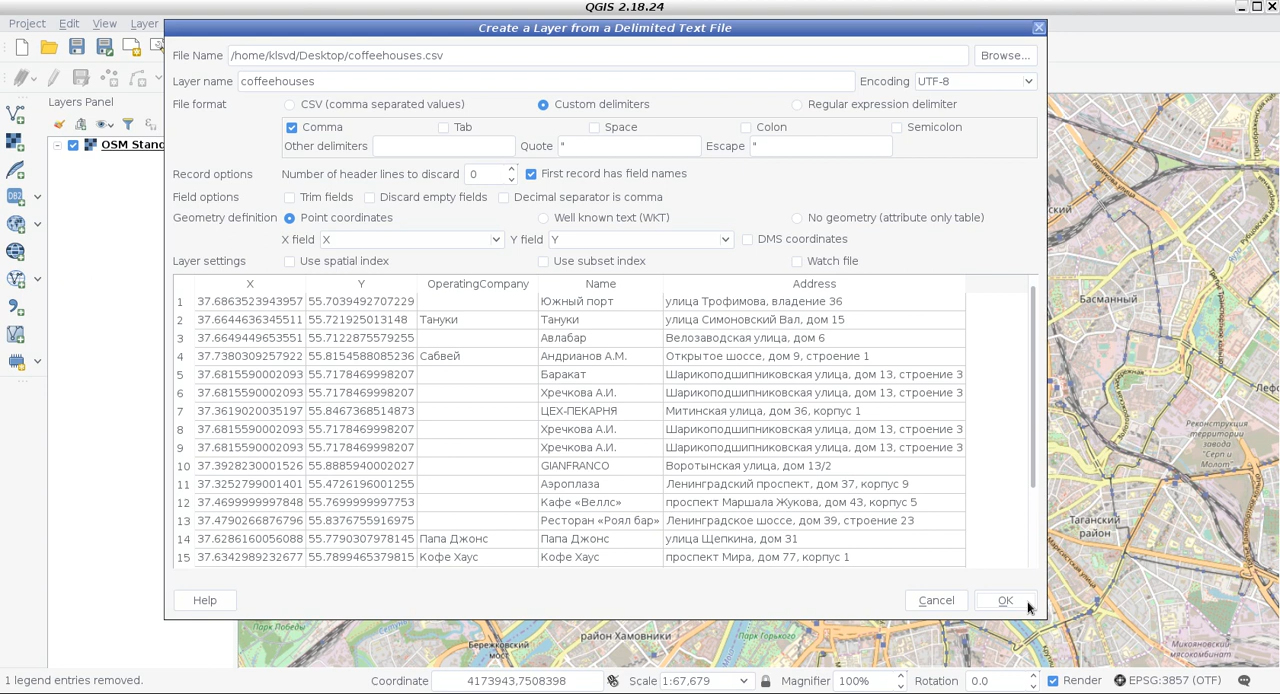 QGIS 2.18.24
Project Edit View Layer
Create a Layer from a Delimited Text File
File Name /home/klsvd/Desktop/coffeehouses.csv Browse...
Layer name coffeehouses Encoding UTF-8
Layers Panel
File format CSV (comma separated values) Custom delimiters Regular expression delimiter
Comma Tab Space Colon Semicolon
OSM Stand
Other delimiters Quote " Escape "
Record options Number of header lines to discard 0 First record has field names
Field options Trim fields Discard empty fields Decimal separator is comma
DB2
Geometry definition Point coordinates Well known text (WKT) No geometry (attribute only table)
X field X Y field Y DMS coordinates
Layer settings Use spatial index Use subset index Watch file
X Y OperatingCompany Name Address
1 37.6863523943957 55.7039492707229 Южный порт улица Трофимова, владение 36
2 37.6644636345511 55.721925013148 Тануки Тануки улица Симоновский Вал, дом 15
3 37.6649449653551 55.7122875579255 Авлабар Велозаводская улица, дом 6
4 37.7380309257922 55.8154588085236 Сабвей Андрианов А.М. Открытое шоссе, дом 9, строение 1
5 37.6815590002093 55.7178469998207 Баракат Шарикоподшипниковская улица, дом 13, строение 3
6 37.6815590002093 55.7178469998207 Хречкова А.И. Шарикоподшипниковская улица, дом 13, строение 3
7 37.3619020035197 55.8467368514873 ЦЕХ-ПЕКАРНЯ Митинская улица, дом 36, корпус 1
8 37.6815590002093 55.7178469998207 Хречкова А.И. Шарикоподшипниковская улица, дом 13, строение 3
9 37.6815590002093 55.7178469998207 Хречкова А.И. Шарикоподшипниковская улица, дом 13, строение 3
10 37.3928230001526 55.8885940002027 GIANFRANCO Воротынская улица, дом 13/2
11 37.3252799001401 55.4726196001255 Аэроплаза Ленинградский проспект, дом 37, корпус 9
12 37.4699999997848 55.7699999997753 Кафе «Веллс» проспект Маршала Жукова, дом 43, корпус 5
13 37.4790266876796 55.8376755916975 Ресторан «Роял бар» Ленинградское шоссе, дом 39, строение 23
14 37.6286160056088 55.7790307378145 Папа Джонс Папа Джонс улица Щепкина, дом 31
15 37.6342989232677 55.7899465379815 Кофе Хаус Кофе Хаус проспект Мира, дом 77, корпус 1
Help Cancel OK
ский
Басманный
Лефо
Реконструкция
территории
завода
"Серп и
Молот"
Таганский
район
Парк Победы
район Хамовники
Парк Горького
Бережковский
мост
Микояновский
мясокомбинат
1 legend entries removed. Coordinate 4173943,7508398 Scale 1:67,679 Magnifier 100% Rotation 0.0 Render EPSG:3857 (OTF)